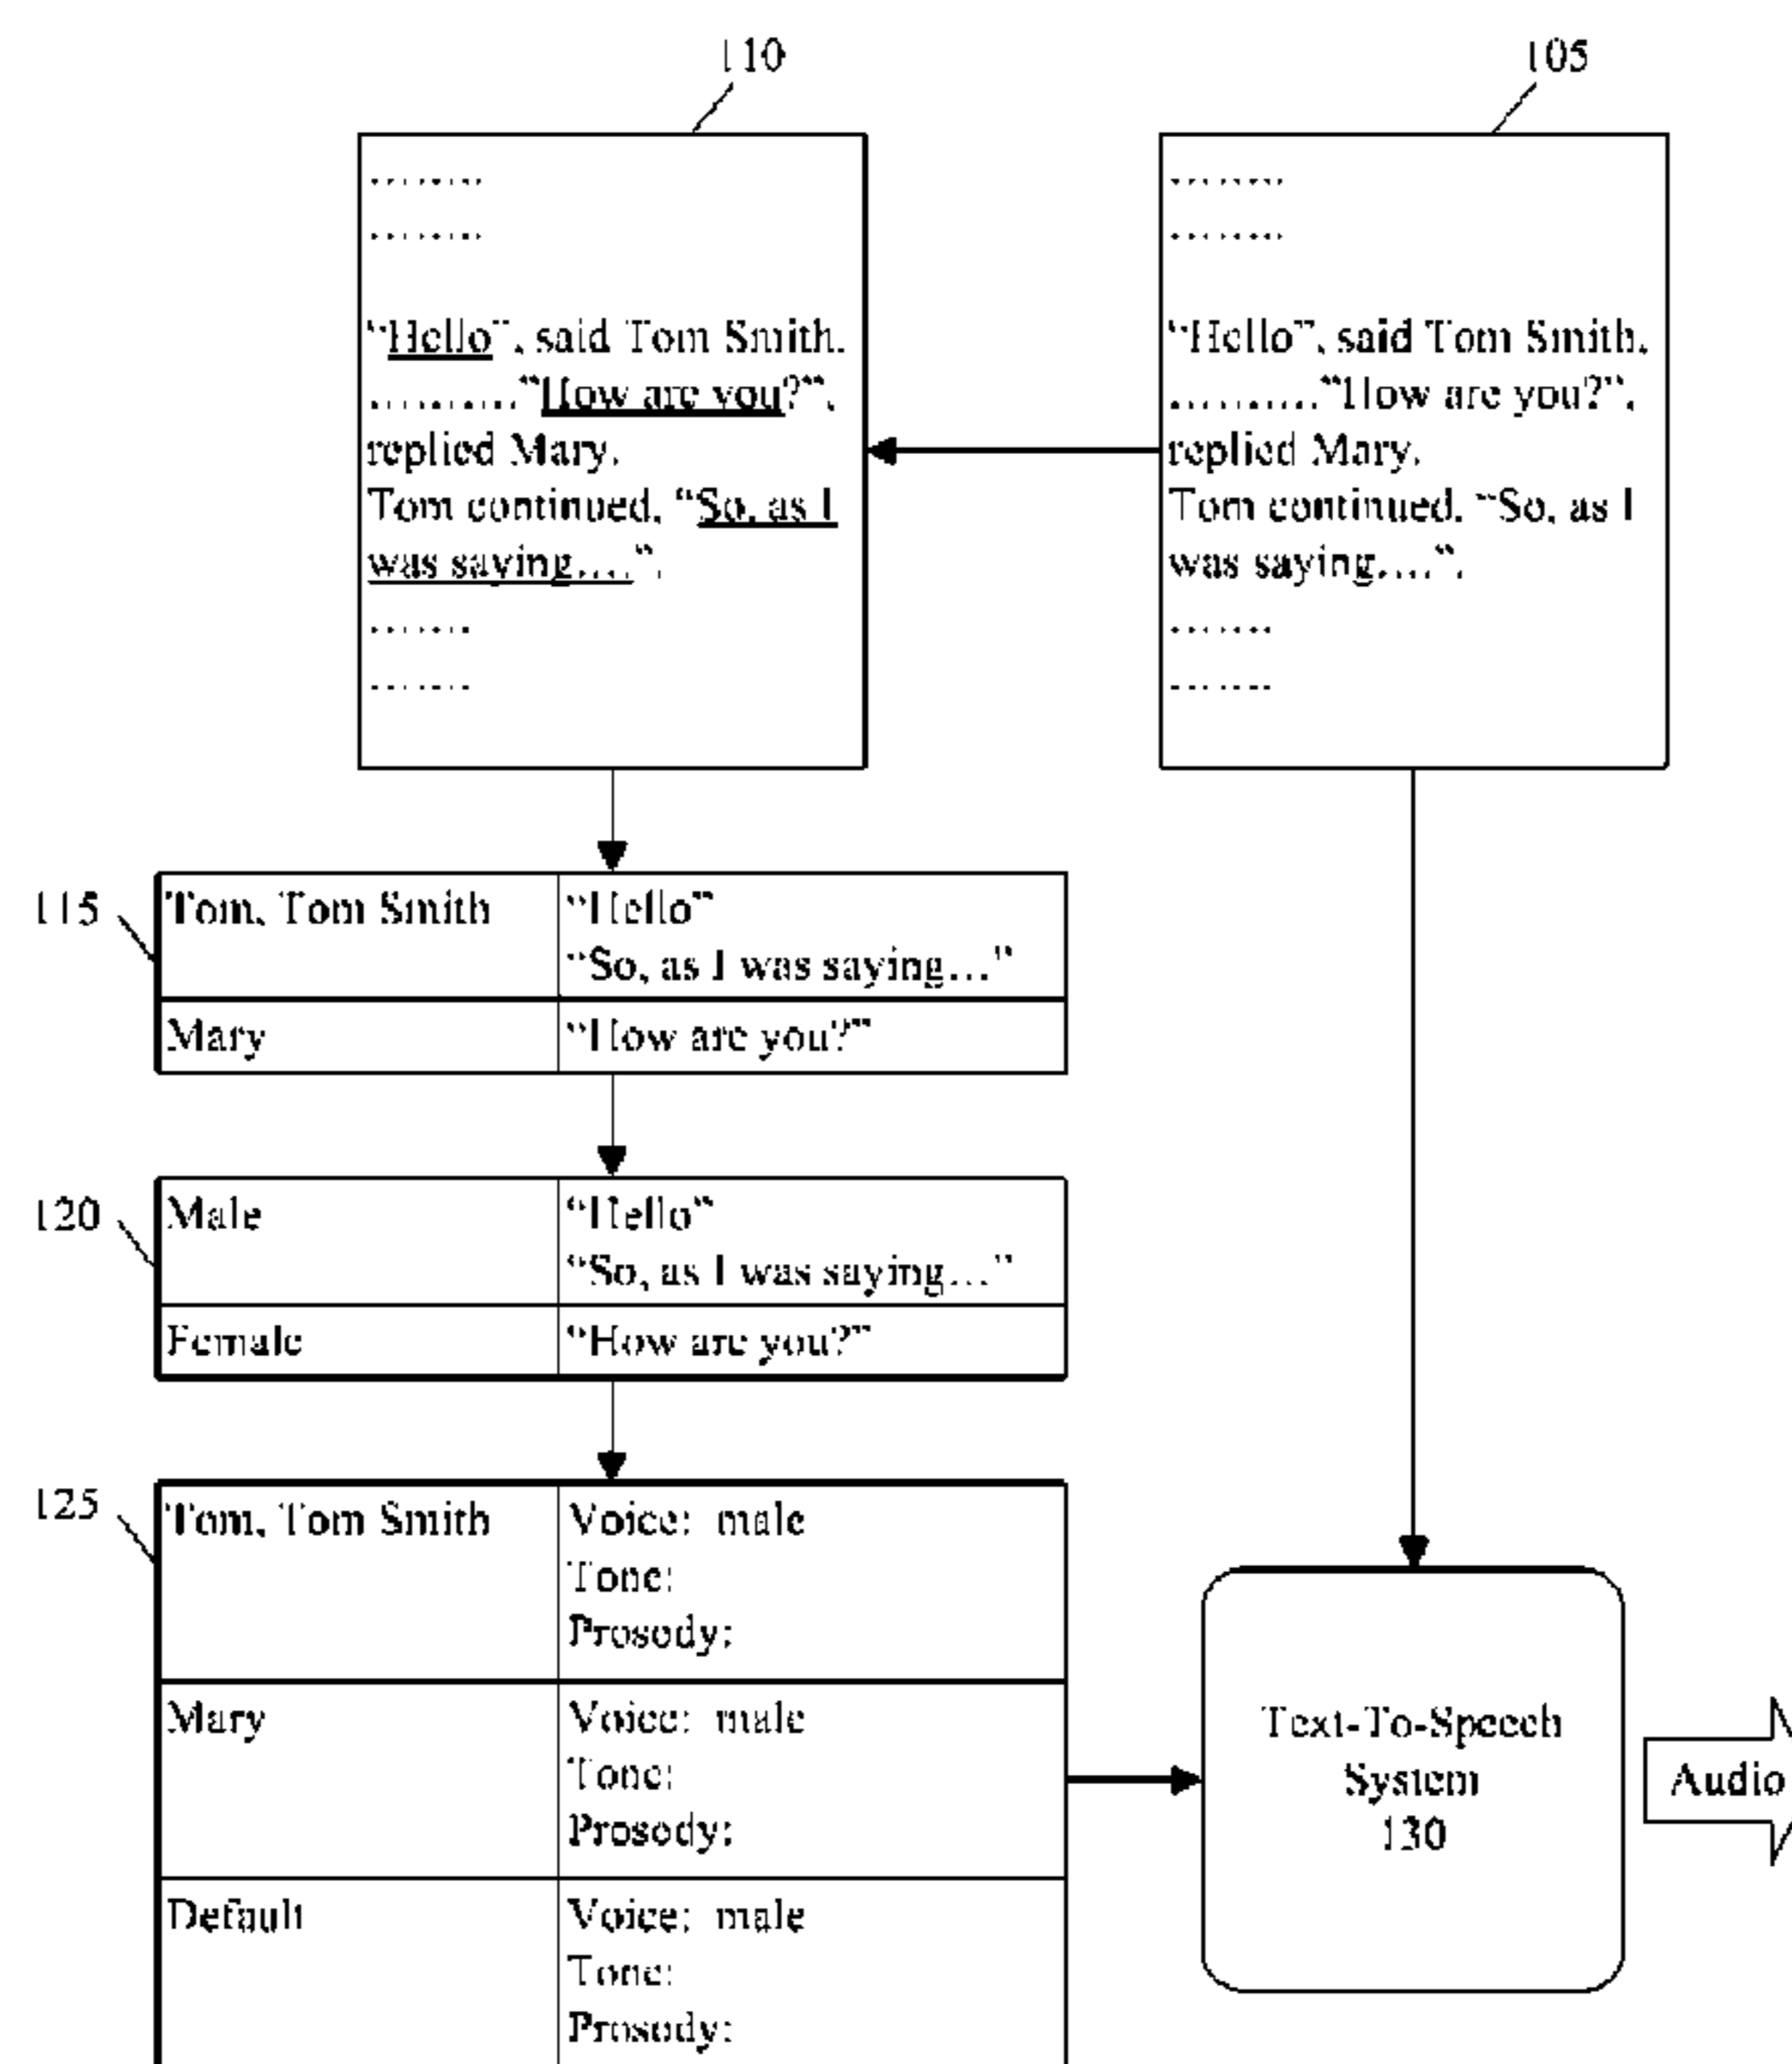 110
105
........
........
“Hello”, said Tom Smith.
..........“How are you?”,
replied Mary.
Tom continued, “So, as I
was saying....”.
.......
.......
........
........
“Hello”, said Tom Smith.
..........“How are you?”,
replied Mary.
Tom continued, “So, as I
was saying....”.
.......
.......
115
Tom, Tom Smith
“Hello”
“So, as I was saying...”
Mary
“How are you?”
120
Male
“Hello”
“So, as I was saying...”
Female
“How are you?”
125
Tom, Tom Smith
Voice: male
Tone:
Prosody:
Mary
Voice: male
Tone:
Prosody:
Default
Voice: male
Tone:
Prosody:
Text-To-Speech
System
130
Audio